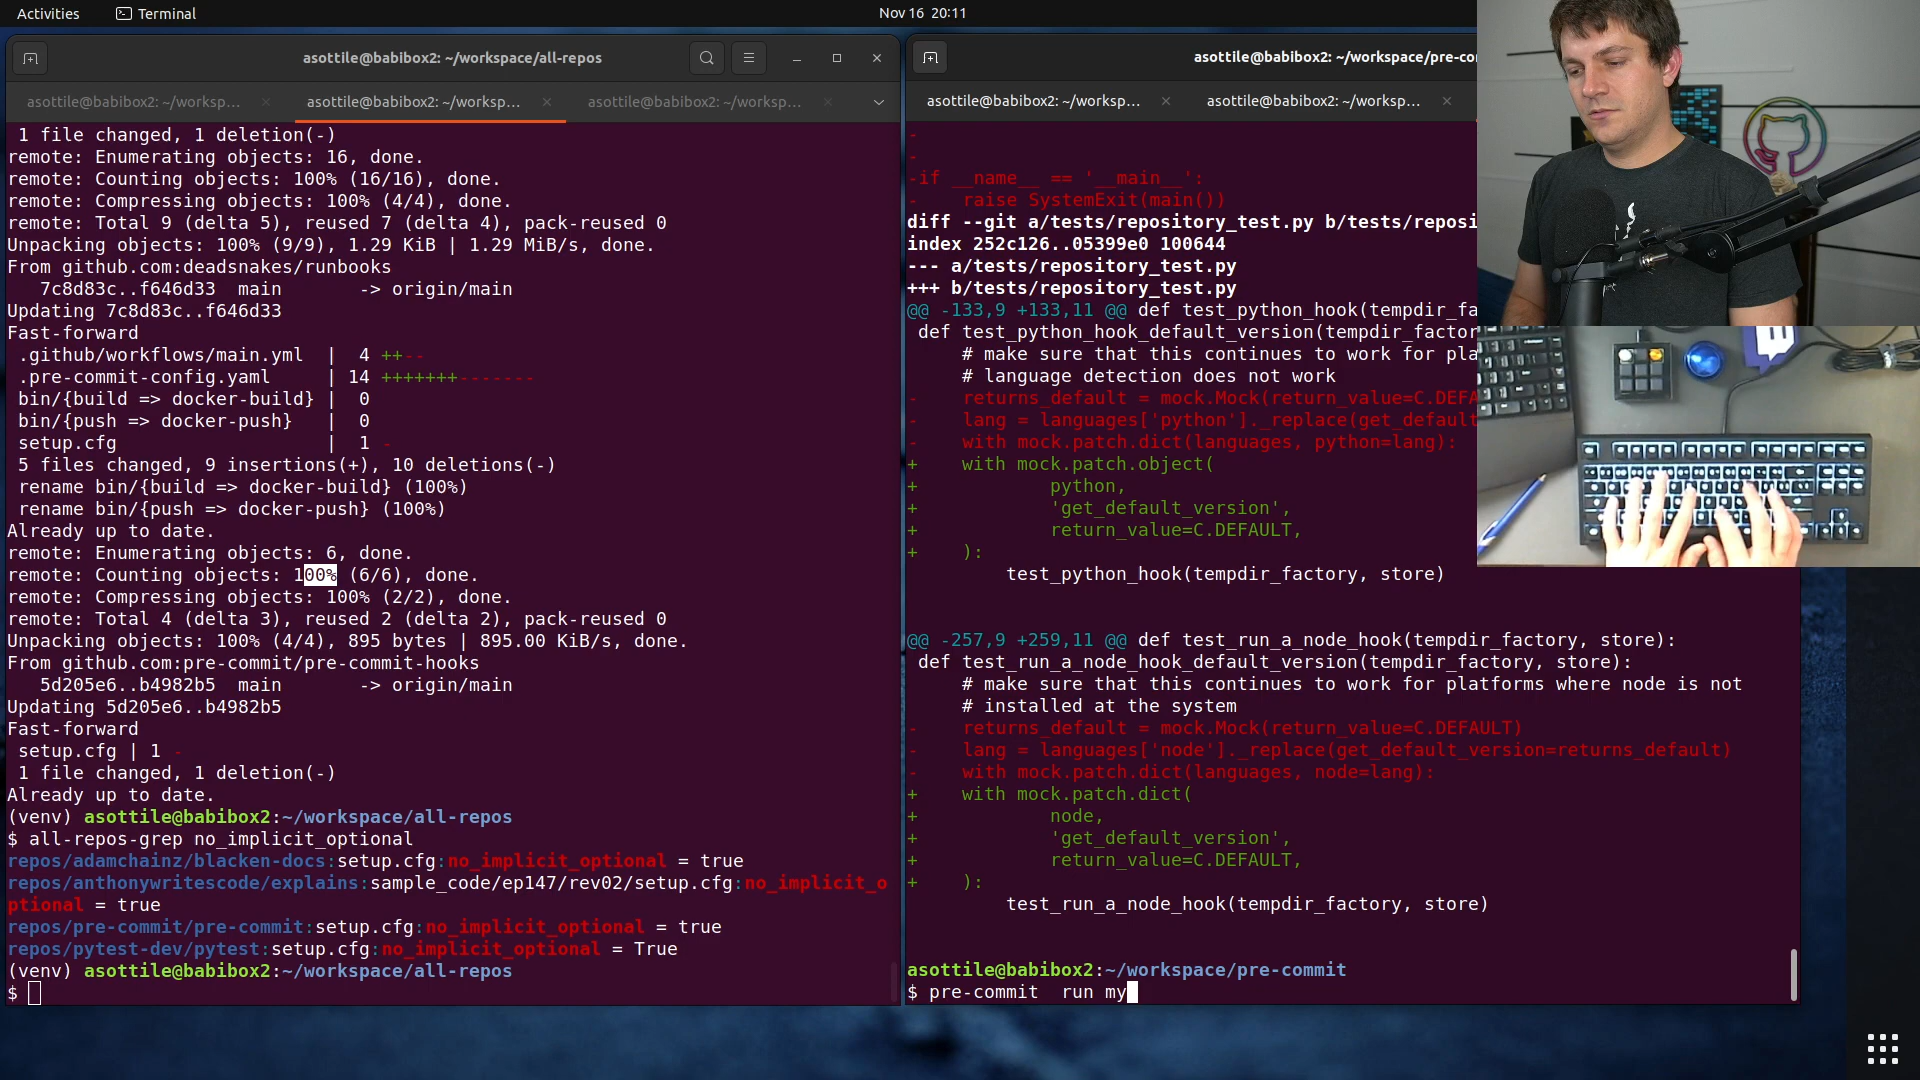 Activities
Terminal
Nov 16 20:11
asottile@babibox2: ~/workspace/all-repos
asottile@babibox2: ~/worksp...
asottile@babibox2: ~/worksp...
asottile@babibox2: ~/worksp...
1 file changed, 1 deletion(-)
remote: Enumerating objects: 16, done.
remote: Counting objects: 100% (16/16), done.
remote: Compressing objects: 100% (4/4), done.
remote: Total 9 (delta 5), reused 7 (delta 4), pack-reused 0
Unpacking objects: 100% (9/9), 1.29 KiB | 1.29 MiB/s, done.
From github.com:deadsnakes/runbooks
7c8d83c..f646d33  main       -> origin/main
Updating 7c8d83c..f646d33
Fast-forward
.github/workflows/main.yml  |  4 ++--
.pre-commit-config.yaml     | 14 +++++++-------
bin/{build => docker-build} |  0
bin/{push => docker-push}   |  0
setup.cfg                   |  1 -
5 files changed, 9 insertions(+), 10 deletions(-)
rename bin/{build => docker-build} (100%)
rename bin/{push => docker-push} (100%)
Already up to date.
remote: Enumerating objects: 6, done.
remote: Counting objects: 100% (6/6), done.
remote: Compressing objects: 100% (2/2), done.
remote: Total 4 (delta 3), reused 2 (delta 2), pack-reused 0
Unpacking objects: 100% (4/4), 895 bytes | 895.00 KiB/s, done.
From github.com:pre-commit/pre-commit-hooks
5d205e6..b4982b5  main       -> origin/main
Updating 5d205e6..b4982b5
Fast-forward
setup.cfg | 1 -
1 file changed, 1 deletion(-)
Already up to date.
(venv) asottile@babibox2:~/workspace/all-repos
$ all-repos-grep no_implicit_optional
repos/adamchainz/blacken-docs:setup.cfg:no_implicit_optional = true
repos/anthonywritescode/explains:sample_code/ep147/rev02/setup.cfg:no_implicit_o
ptional = true
repos/pre-commit/pre-commit:setup.cfg:no_implicit_optional = true
repos/pytest-dev/pytest:setup.cfg:no_implicit_optional = True
(venv) asottile@babibox2:~/workspace/all-repos
$
asottile@babibox2: ~/workspace/pre-co
asottile@babibox2: ~/worksp...
asottile@babibox2: ~/worksp...
-
-
-if __name__ == '__main__':
-    raise SystemExit(main())
diff --git a/tests/repository_test.py b/tests/reposi
index 252c126..05399e0 100644
--- a/tests/repository_test.py
+++ b/tests/repository_test.py
@@ -133,9 +133,11 @@ def test_python_hook(tempdir_fa
def test_python_hook_default_version(tempdir_factor
# make sure that this continues to work for pla
# language detection does not work
-    returns_default = mock.Mock(return_value=C.DEFA
-    lang = languages['python']._replace(get_default
-    with mock.patch.dict(languages, python=lang):
+    with mock.patch.object(
+            python,
+            'get_default_version',
+            return_value=C.DEFAULT,
+    ):
test_python_hook(tempdir_factory, store)
@@ -257,9 +259,11 @@ def test_run_a_node_hook(tempdir_factory, store):
def test_run_a_node_hook_default_version(tempdir_factory, store):
# make sure that this continues to work for platforms where node is not
# installed at the system
-    returns_default = mock.Mock(return_value=C.DEFAULT)
-    lang = languages['node']._replace(get_default_version=returns_default)
-    with mock.patch.dict(languages, node=lang):
+    with mock.patch.dict(
+            node,
+            'get_default_version',
+            return_value=C.DEFAULT,
+    ):
test_run_a_node_hook(tempdir_factory, store)
asottile@babibox2:~/workspace/pre-commit
$ pre-commit  run my